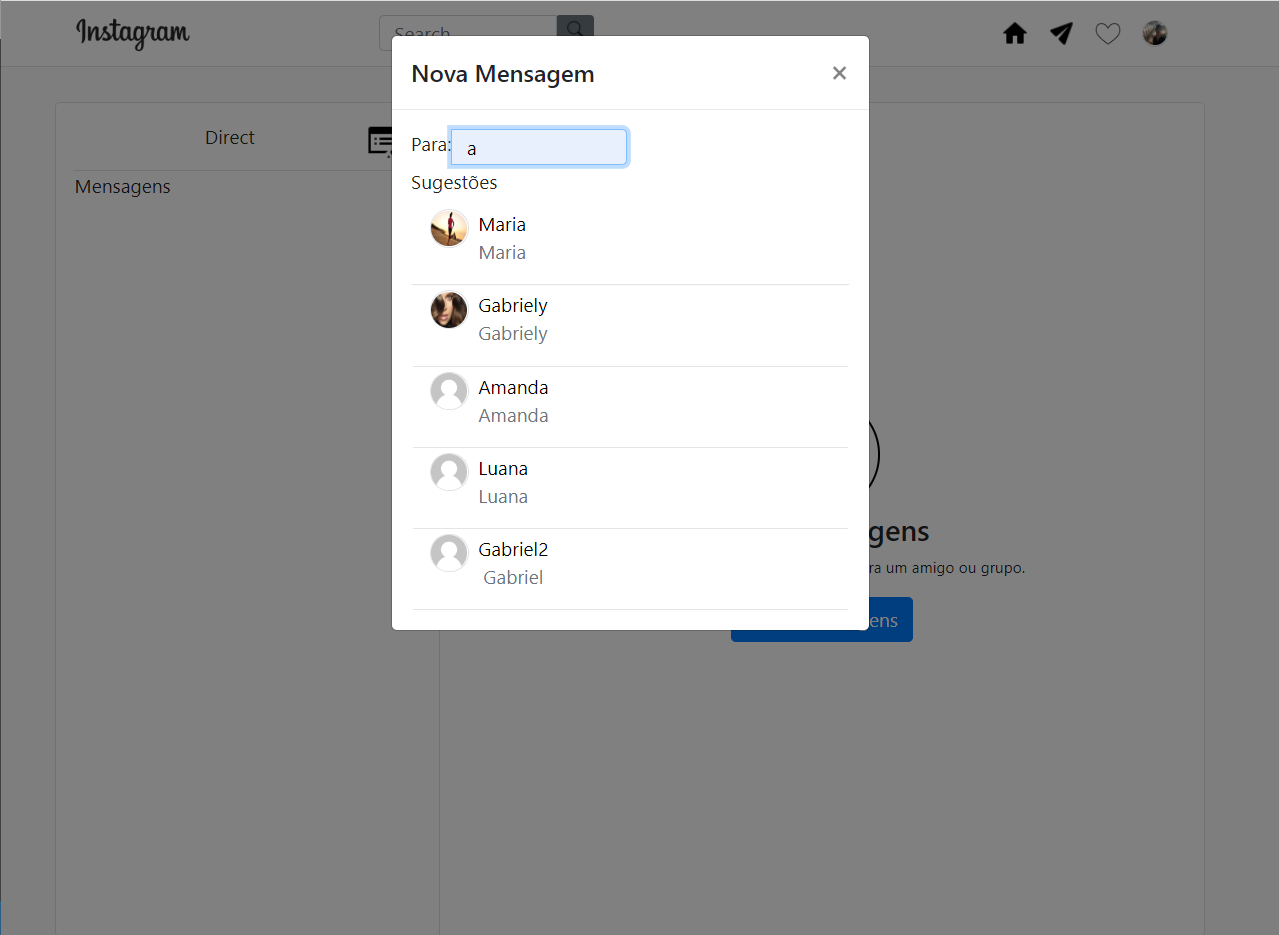 Instagram
Search
Nova Mensagem ×
Para: a
Direct
Mensagens
Sugestões
Maria
Maria
Gabriely
Gabriely
Amanda
Amanda
Luana
Luana
Gabriel2
Gabriel
gens
ra um amigo ou grupo.
ens